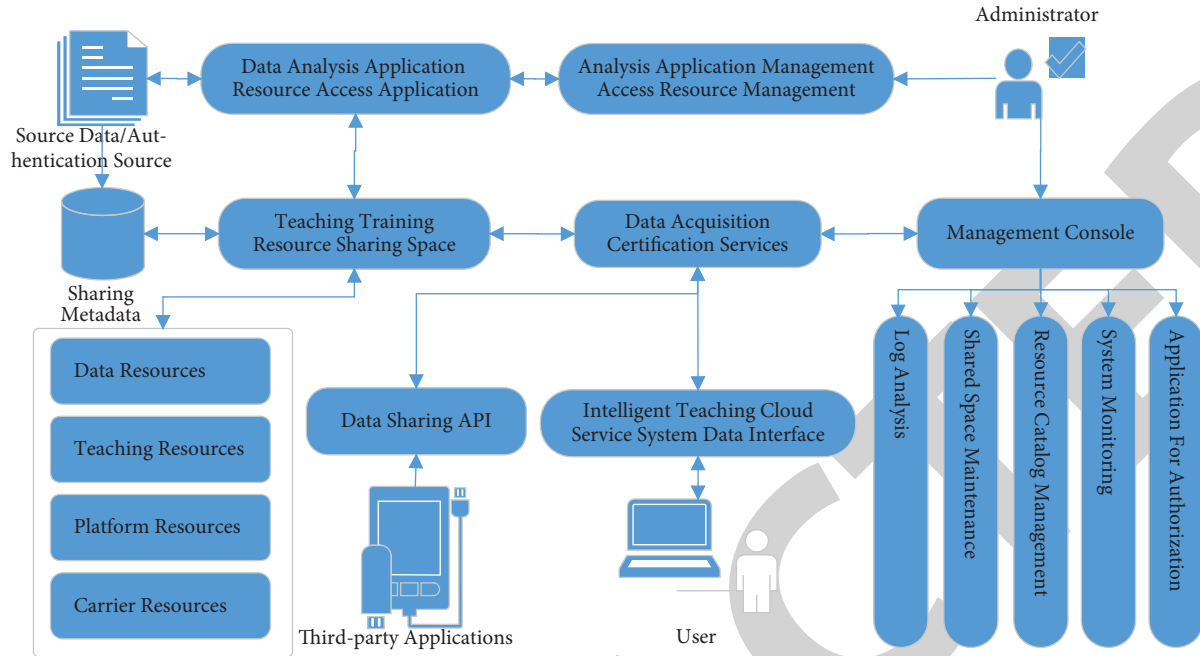 Administrator
Data Analysis Application
Resource Access Application
Analysis Application Management
Access Resource Management
Source Data/Aut-
hentication Source
Teaching Training
Resource Sharing Space
Data Acquisition
Certification Services
Management Console
Sharing
Metadata
Data Resources
Teaching Resources
Platform Resources
Carrier Resources
Data Sharing API
Intelligent Teaching Cloud
Service System Data Interface
Log Analysis
Shared Space Maintenance
Resource Catalog Management
System Monitoring
Application For Authorization
Third-party Applications
User